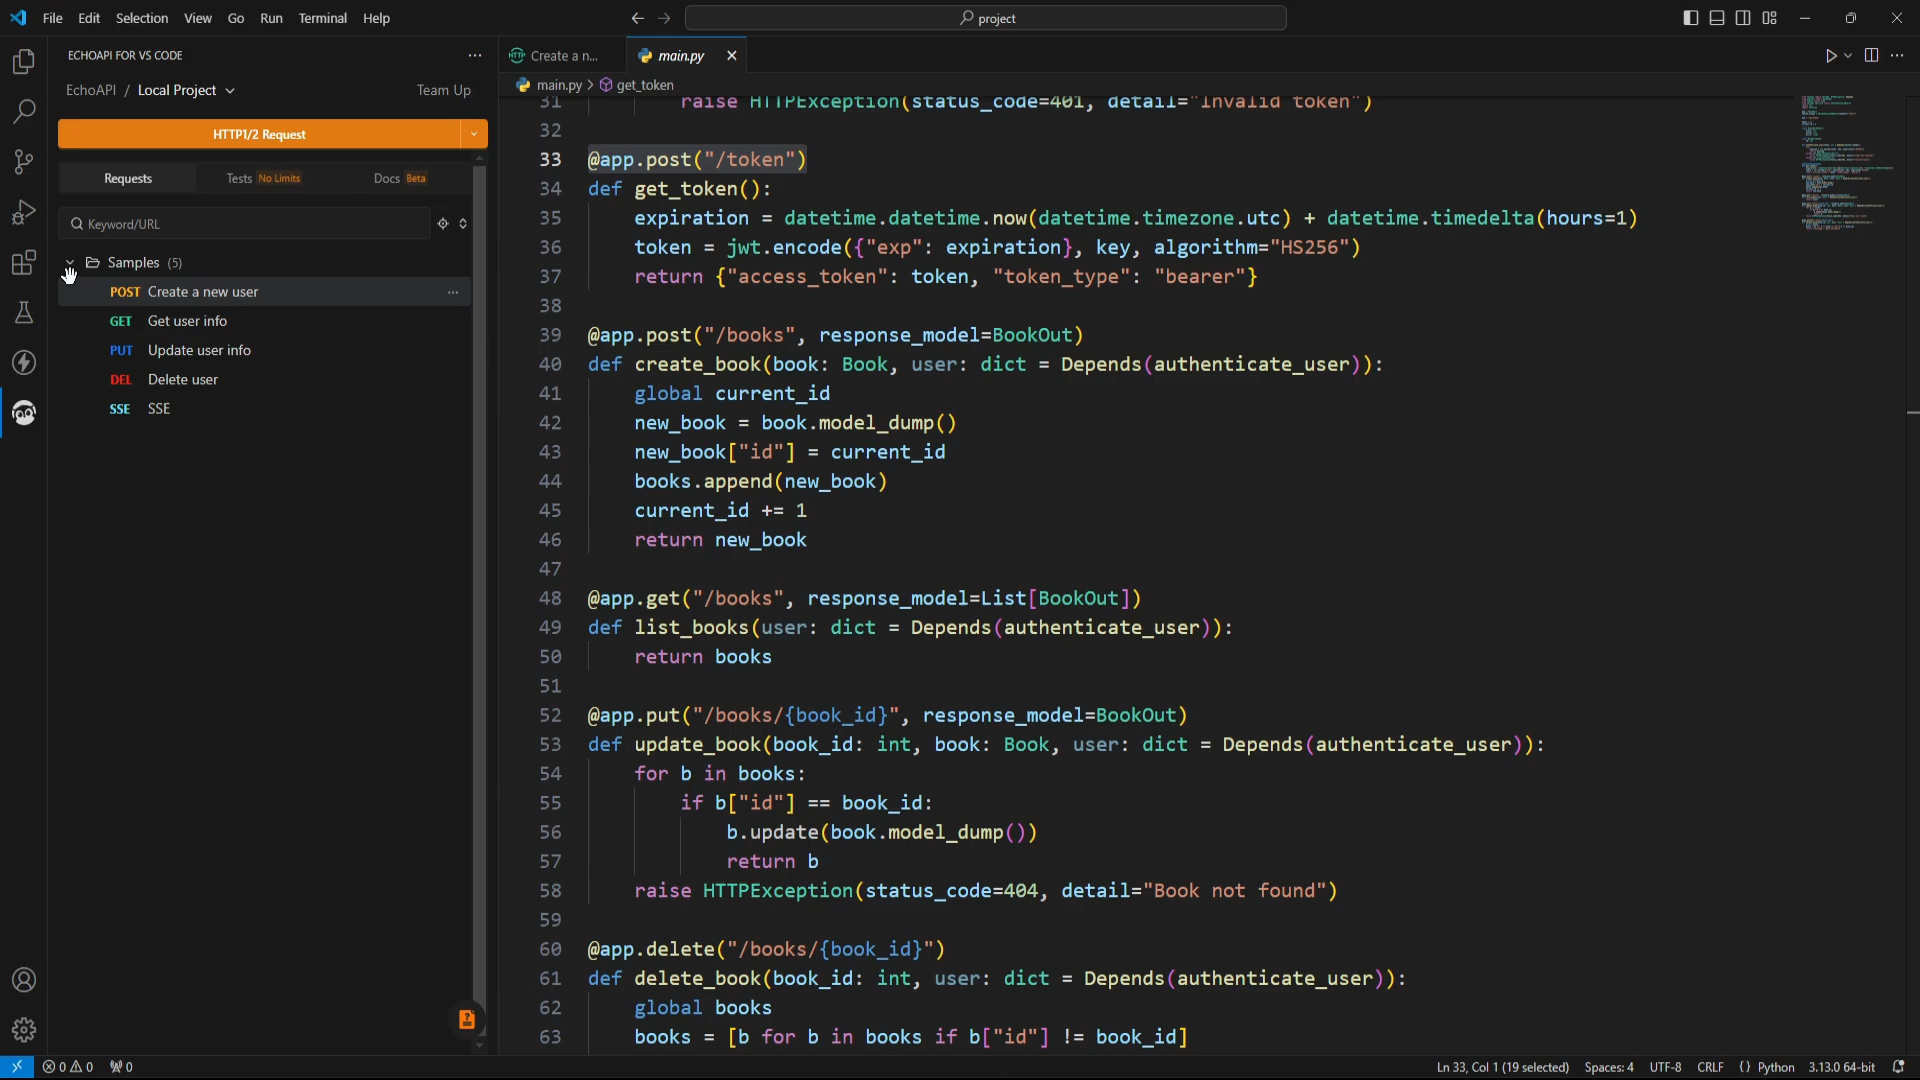 File Edit Selection View Go Run Terminal Help
project
ECHOAPI FOR VS CODE
EchoAPI / Local Project
Team Up
HTTP1/2 Request
Requests
Tests No Limits
Docs Beta
Keyword/URL
Samples (5)
POST Create a new user
GET Get user info
PUT Update user info
DEL Delete user
SSE SSE
HTTP Create a n...
main.py
main.py > get_token
31 raise HTTPException(status_code=401, detail="Invalid token")
32
33 @app.post("/token")
34 def get_token():
35 expiration = datetime.datetime.now(datetime.timezone.utc) + datetime.timedelta(hours=1)
36 token = jwt.encode({"exp": expiration}, key, algorithm="HS256")
37 return {"access_token": token, "token_type": "bearer"}
38
39 @app.post("/books", response_model=BookOut)
40 def create_book(book: Book, user: dict = Depends(authenticate_user)):
41 global current_id
42 new_book = book.model_dump()
43 new_book["id"] = current_id
44 books.append(new_book)
45 current_id += 1
46 return new_book
47
48 @app.get("/books", response_model=List[BookOut])
49 def list_books(user: dict = Depends(authenticate_user)):
50 return books
51
52 @app.put("/books/{book_id}", response_model=BookOut)
53 def update_book(book_id: int, book: Book, user: dict = Depends(authenticate_user)):
54 for b in books:
55 if b["id"] == book_id:
56 b.update(book.model_dump())
57 return b
58 raise HTTPException(status_code=404, detail="Book not found")
59
60 @app.delete("/books/{book_id}")
61 def delete_book(book_id: int, user: dict = Depends(authenticate_user)):
62 global books
63 books = [b for b in books if b["id"] != book_id]
0 0 0
Ln 33, Col 1 (19 selected) Spaces: 4 UTF-8 CRLF {} Python 3.13.0 64-bit